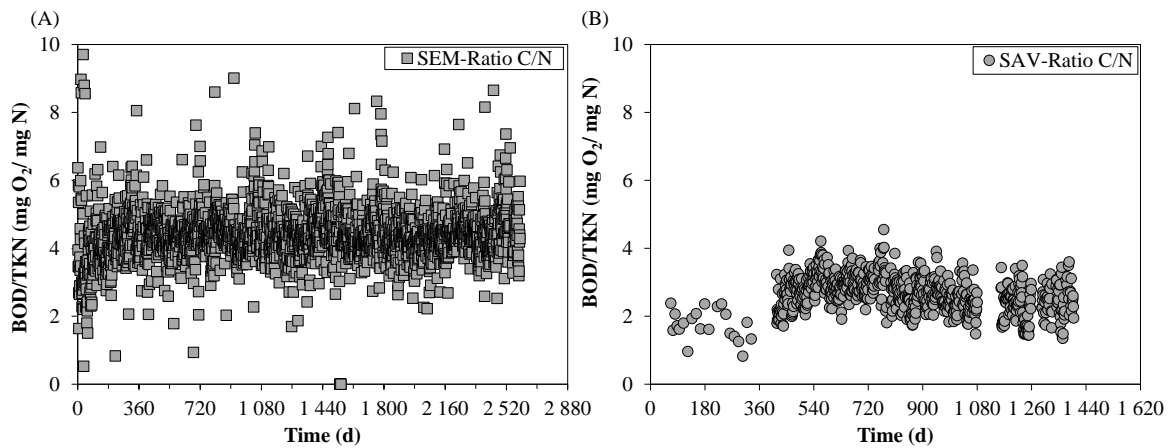 (A)
SEM-Ratio C/N
BOD/TKN (mg O₂/ mg N)
10
8
6
4
2
0
0 360 720 1 080 1 440 1 800 2 160 2 520 2 880
Time (d)
(B)
SAV-Ratio C/N
BOD/TKN (mg O₂/ mg N)
10
8
6
4
2
0
0 180 360 540 720 900 1 080 1 260 1 440 1 620
Time (d)